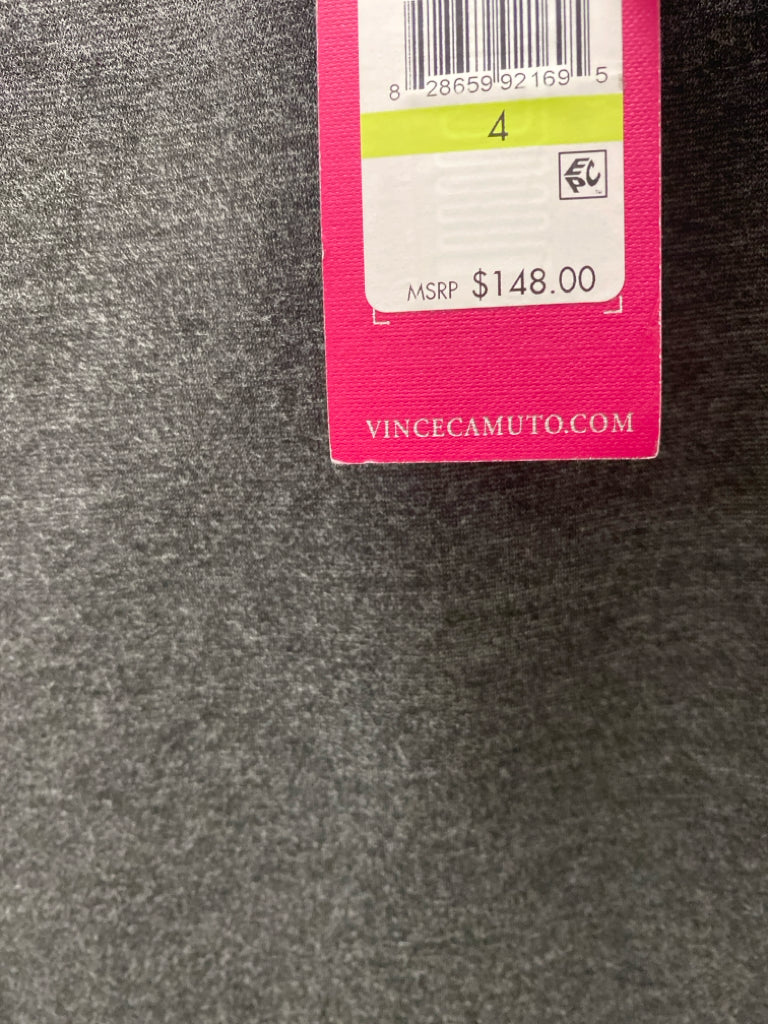 8 28659 92169 5
4
EPC
MSRP $148.00
VINCECAMUTO.COM